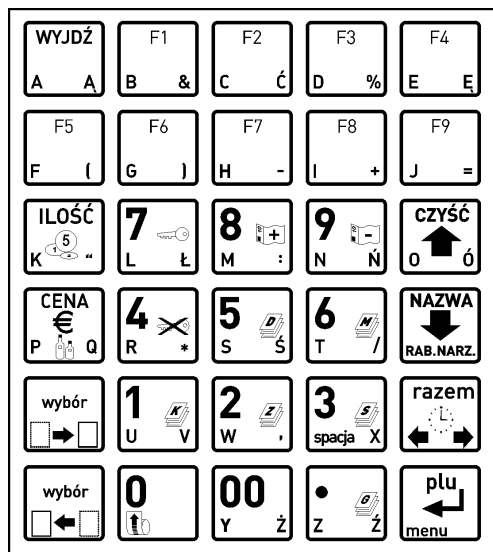 WYJDŹ F1 F2 F3 F4
A Ą B & C Ć D % E Ę
F5 F6 F7 F8 F9
F ( G ) H - I + J =
ILOŚĆ 7 8 + 9 - CZYŚĆ
5
1
K “ L Ł M : N Ń O Ó
CENA 4 5 D 6 M NAZWA
€
P Q R * S Ś T / RAB.NARZ.
wybór 1 K 2 Z 3 S razem
U V W , spacja X
wybór 0 00 • G plu
Y Ż Z Ź menu